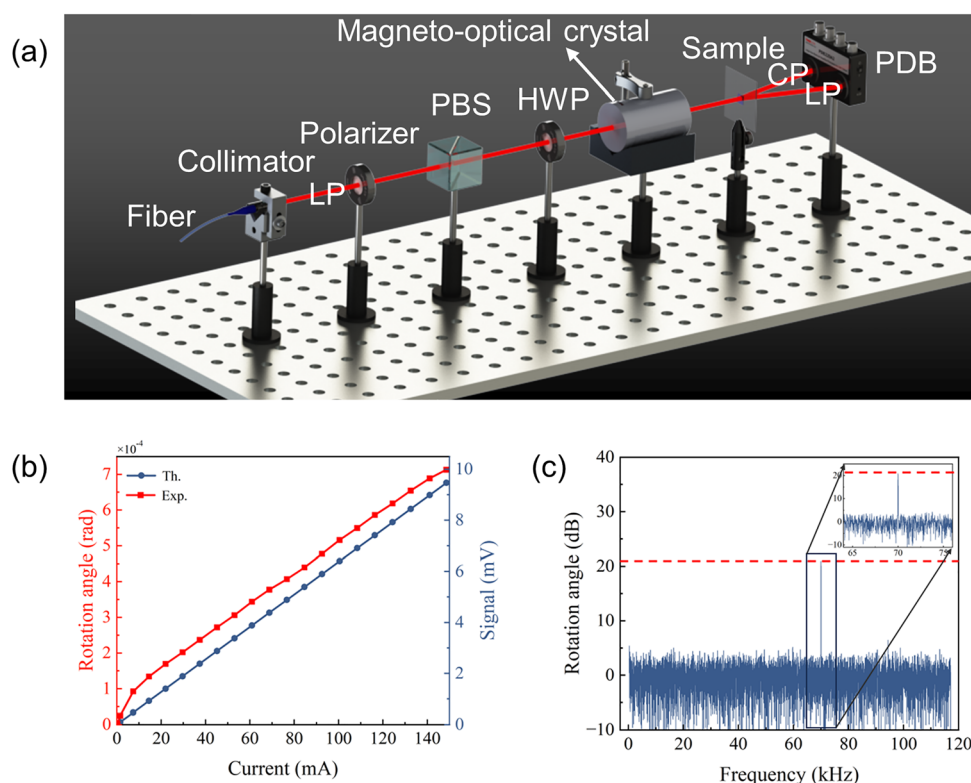 (a)
Magneto-optical crystal
Sample
CP
PDB
LP
HWP
PBS
Polarizer
Collimator
LP
Fiber
(b)
×10⁻⁴
7
6
5
4
3
2
1
0
Rotation angle (rad)
Th.
Exp.
10
8
6
4
2
0
Signal (mV)
0 20 40 60 80 100 120 140
Current (mA)
(c)
40
30
20
10
0
−10
Rotation angle (dB)
20
10
0
−10
65 70 75
0 20 40 60 80 100 120
Frequency (kHz)